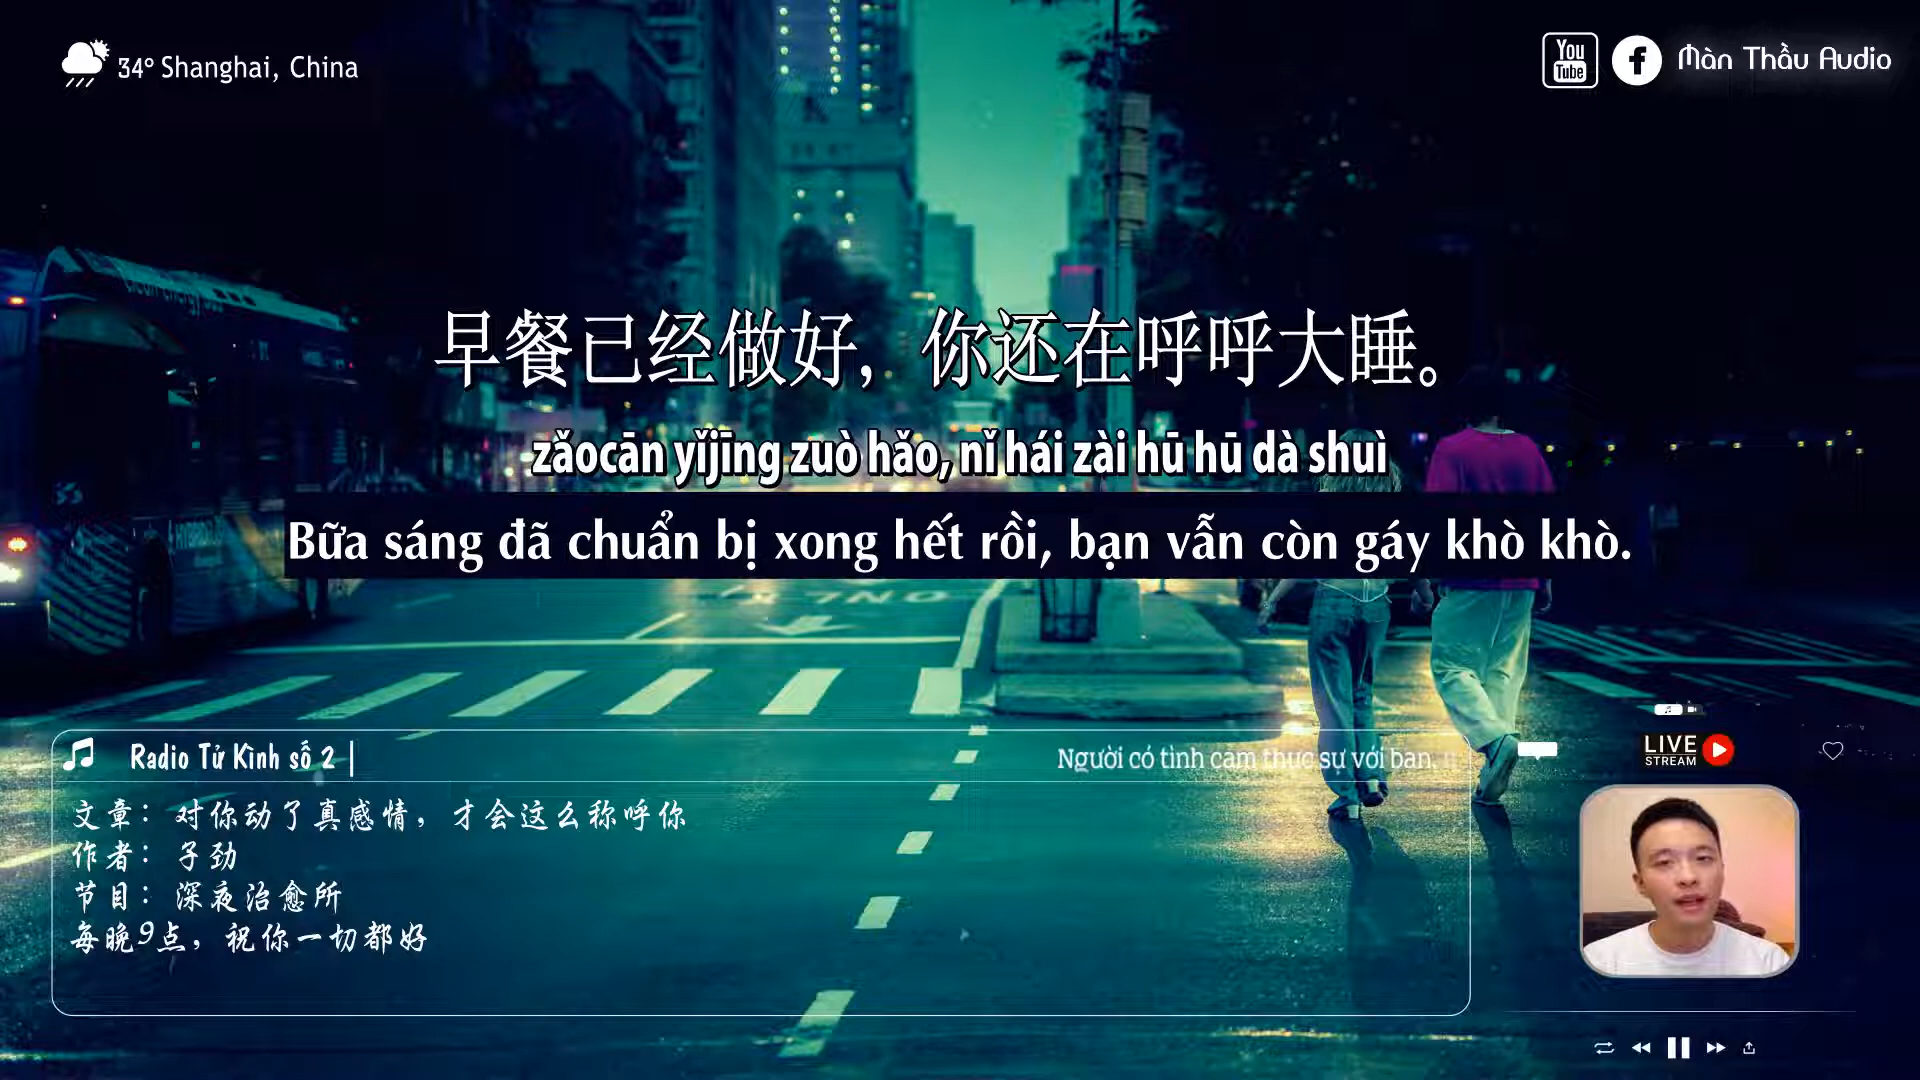 34° Shanghai, China
You
Tube
Màn Thầu Audio
早餐已经做好，你还在呼呼大睡。
zǎocān yǐjīng zuò hǎo, nǐ hái zài hū hū dà shuì
Bữa sáng đã chuẩn bị xong hết rồi, bạn vẫn còn gáy khò khò.
ONLY
Radio Tử Kình số 2 |
Người có tình cảm thực sự với bạn,
LIVE
STREAM
文章：对你动了真感情，才会这么称呼你
作者：子劲
节目：深夜治愈所
每晚9点，祝你一切都好